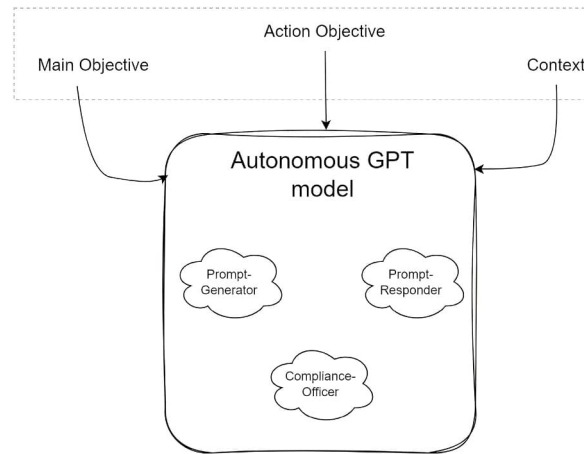 Action Objective
Main Objective
Context
Autonomous GPT
model
Prompt-
Generator
Prompt-
Responder
Compliance-
Officer